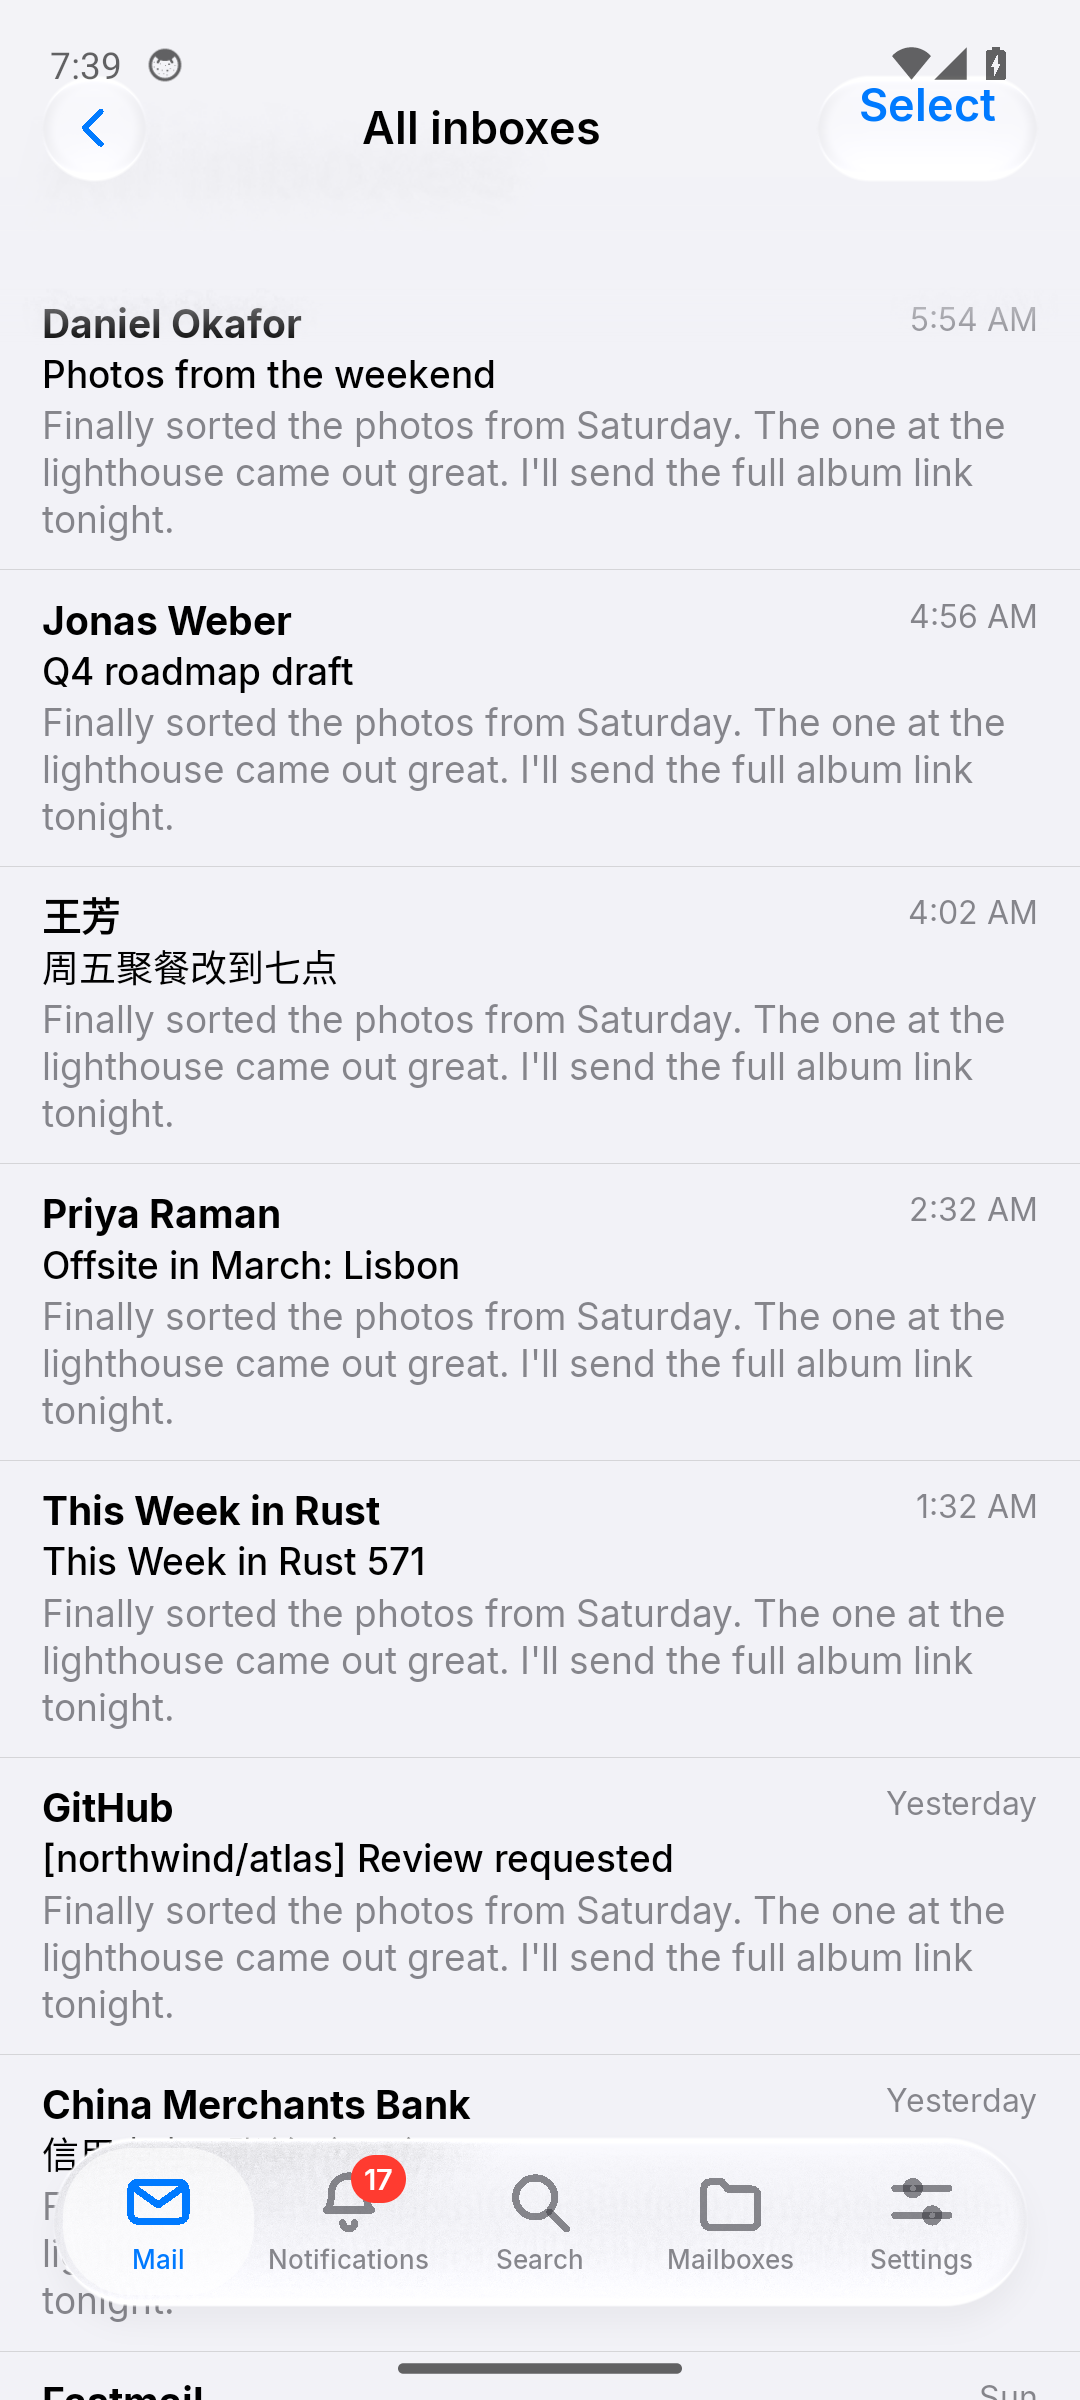 7:39
Select
All inboxes
Daniel Okafor
5:54 AM
Photos from the weekend
Finally sorted the photos from Saturday. The one at the
lighthouse came out great. I'll send the full album link
tonight.
Jonas Weber
4:56 AM
Q4 roadmap draft
Finally sorted the photos from Saturday. The one at the
lighthouse came out great. I'll send the full album link
tonight.
王芳
4:02 AM
周五聚餐改到七点
Finally sorted the photos from Saturday. The one at the
lighthouse came out great. I'll send the full album link
tonight.
Priya Raman
2:32 AM
Offsite in March: Lisbon
Finally sorted the photos from Saturday. The one at the
lighthouse came out great. I'll send the full album link
tonight.
This Week in Rust
1:32 AM
This Week in Rust 571
Finally sorted the photos from Saturday. The one at the
lighthouse came out great. I'll send the full album link
tonight.
GitHub
Yesterday
[northwind/atlas] Review requested
Finally sorted the photos from Saturday. The one at the
lighthouse came out great. I'll send the full album link
tonight.
China Merchants Bank
Yesterday
信用
17
Mail
Notifications
Search
Mailboxes
Settings
tonight.
Fastmail
Sun